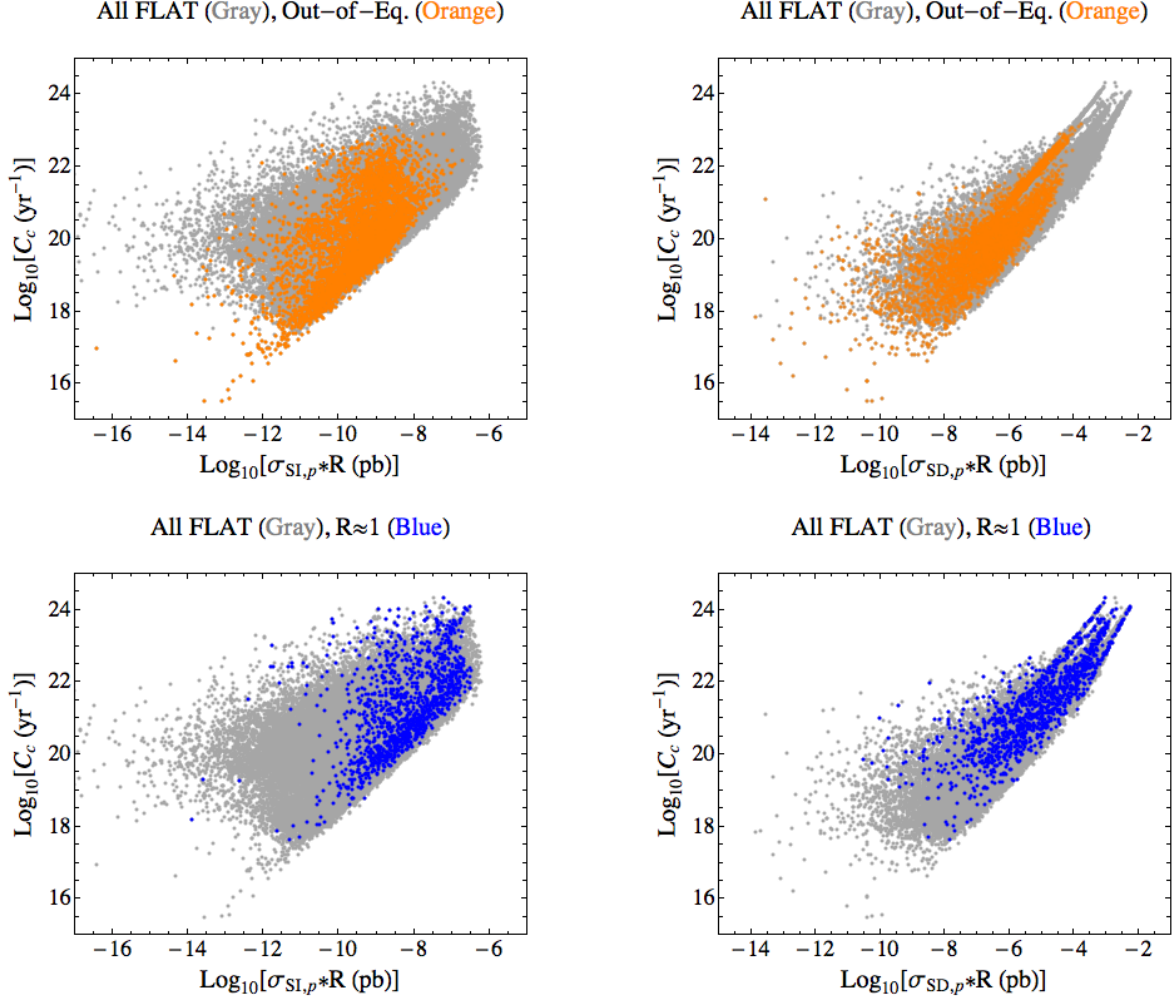 All FLAT (Gray), Out−of−Eq. (Orange)
All FLAT (Gray), Out−of−Eq. (Orange)
24
22
20
18
16
Log10[Cc (yr−1)]
−16 −14 −12 −10 −8 −6
Log10[σSI,p*R (pb)]
24
22
20
18
16
Log10[Cc (yr−1)]
−14 −12 −10 −8 −6 −4 −2
Log10[σSD,p*R (pb)]
All FLAT (Gray), R≈1 (Blue)
All FLAT (Gray), R≈1 (Blue)
24
22
20
18
16
Log10[Cc (yr−1)]
−16 −14 −12 −10 −8 −6
Log10[σSI,p*R (pb)]
24
22
20
18
16
Log10[Cc (yr−1)]
−14 −12 −10 −8 −6 −4 −2
Log10[σSD,p*R (pb)]